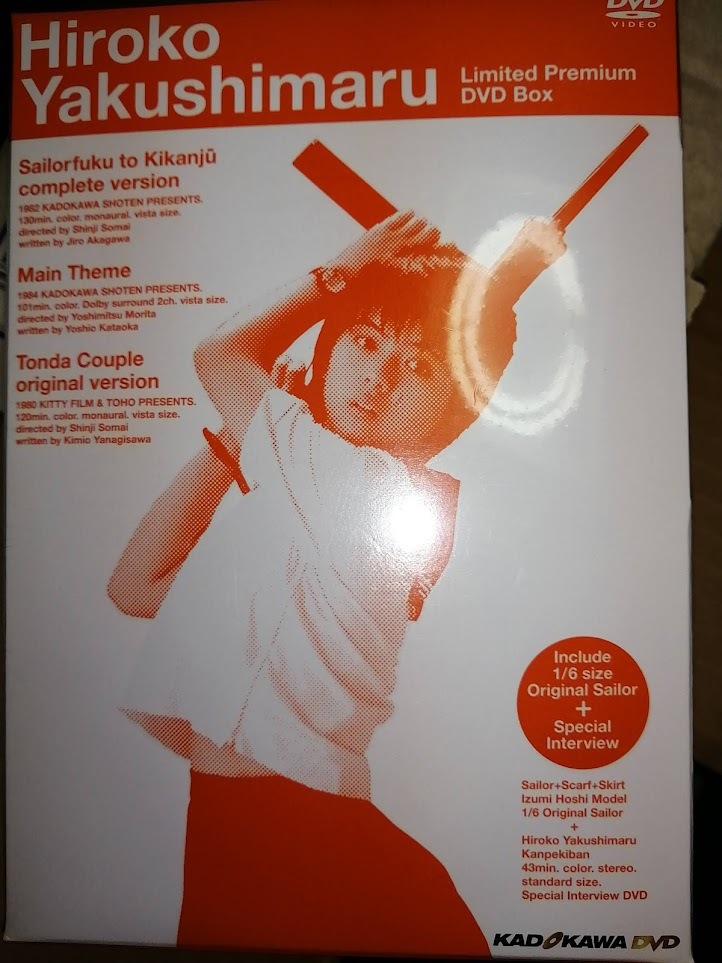 DVD
VIDEO
Hiroko
Yakushimaru
Limited Premium
DVD Box
Sailorfuku to Kikanjū
complete version
1982 KADOKAWA SHOTEN PRESENTS.
130min. color. monaural. vista size.
directed by Shinji Somai
written by Jiro Akagawa
Main Theme
1984 KADOKAWA SHOTEN PRESENTS.
101min. color. Dolby surround 2ch. vista size.
directed by Yoshimitsu Morita
written by Yoshio Kataoka
Tonda Couple
original version
1980 KITTY FILM & TOHO PRESENTS.
120min. color. monaural. vista size.
directed by Shinji Somai
written by Kimio Yanagisawa
Include
1/6 size
Original Sailor
+
Special
Interview
Sailor+Scarf+Skirt
Izumi Hoshi Model
1/6 Original Sailor
+
Hiroko Yakushimaru
Kanpekiban
43min. color. stereo.
standard size.
Special Interview DVD
KADOKAWA DVD